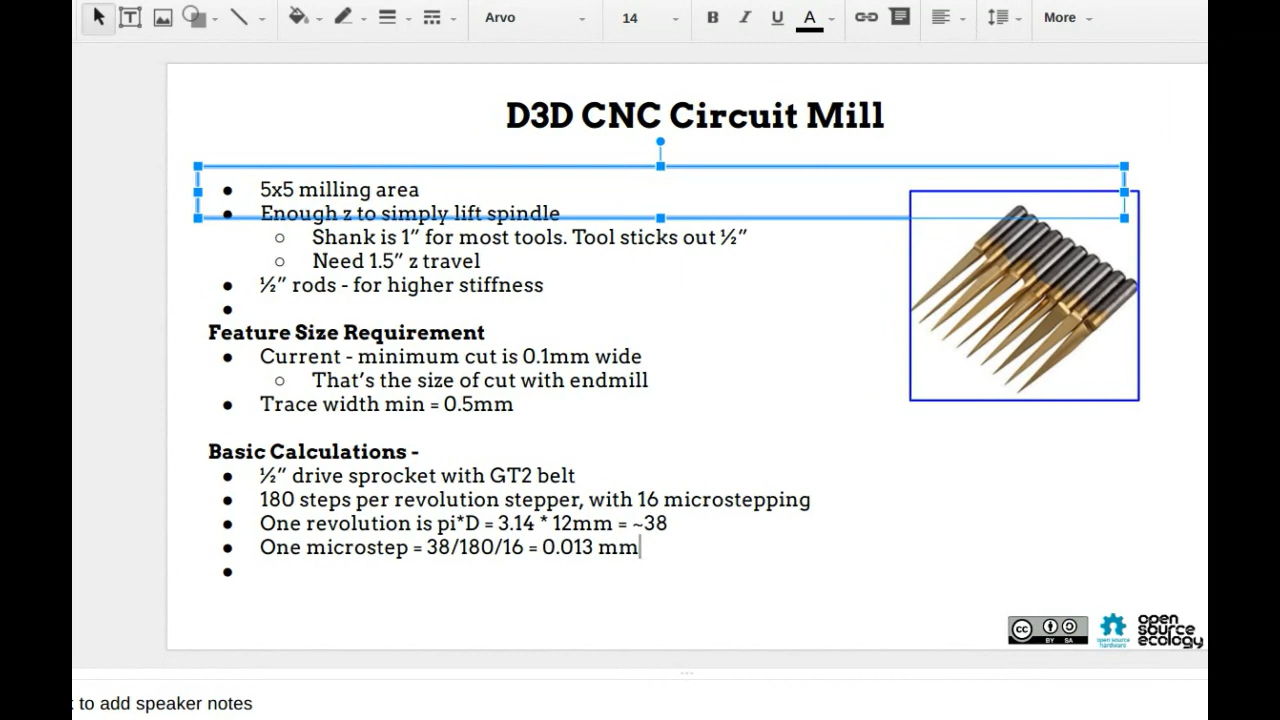 Arvo
14
B I U A
More
D3D CNC Circuit Mill
● 5x5 milling area
● Enough z to simply lift spindle
○ Shank is 1” for most tools. Tool sticks out ½”
○ Need 1.5” z travel
● ½” rods - for higher stiffness
●
Feature Size Requirement
● Current - minimum cut is 0.1mm wide
○ That’s the size of cut with endmill
● Trace width min = 0.5mm
Basic Calculations -
● ½” drive sprocket with GT2 belt
● 180 steps per revolution stepper, with 16 microstepping
● One revolution is pi*D = 3.14 * 12mm = ~38
● One microstep = 38/180/16 = 0.013 mm
●
cc BY SA
open source hardware
open
source
ecology
to add speaker notes